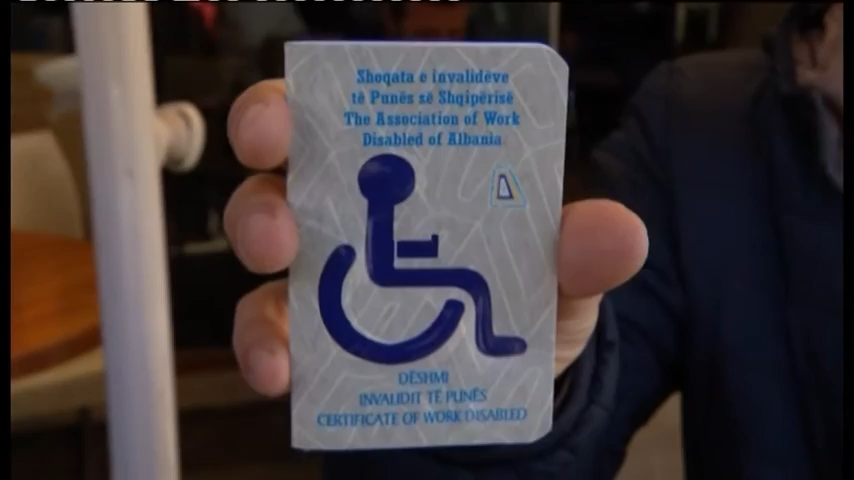 Shoqata e invalidëve
të Punës së Shqipërisë
The Association of Work
Disabled of Albania
DËSHMI
INVALIDIT TË PUNËS
CERTIFICATE OF WORK DISABLED